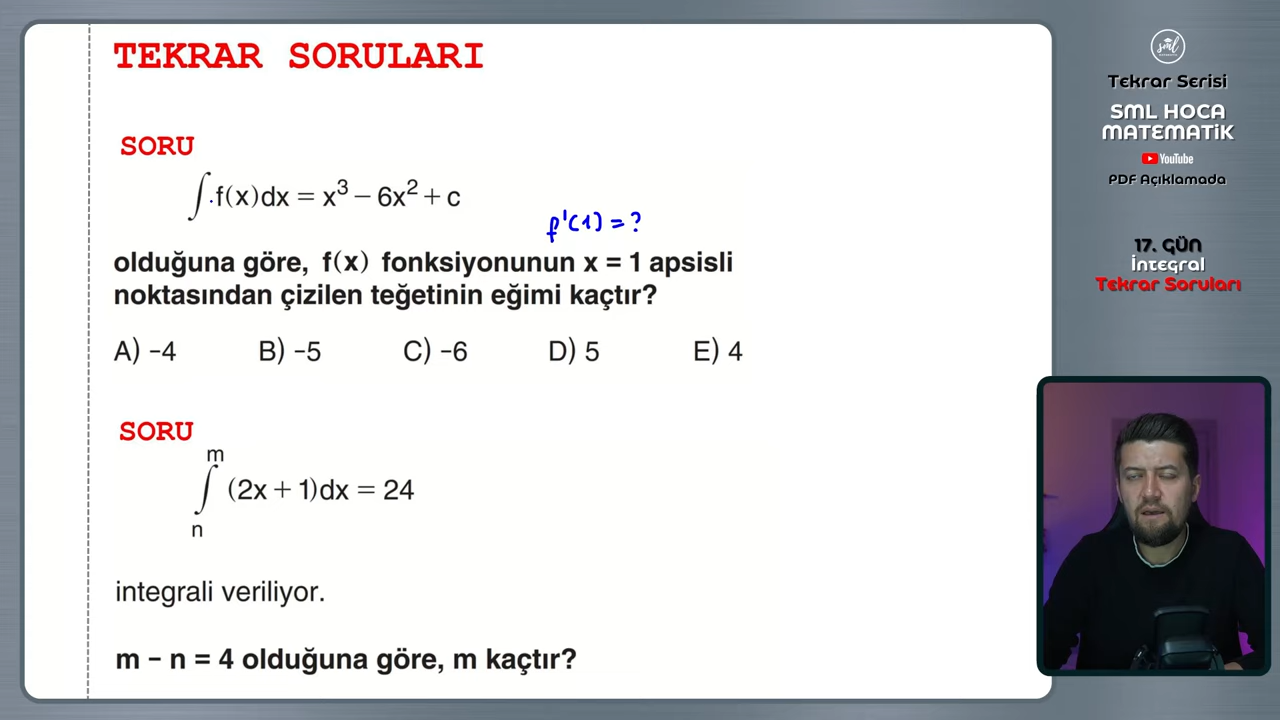 TEKRAR SORULARI
SORU
∫f(x)dx = x³ − 6x² + c
f'(1) = ?
olduğuna göre, f(x) fonksiyonunun x = 1 apsisli
noktasından çizilen teğetinin eğimi kaçtır?
A) −4 B) −5 C) −6 D) 5 E) 4
SORU
m
∫ (2x + 1)dx = 24
n
integrali veriliyor.
m − n = 4 olduğuna göre, m kaçtır?
sml
Tekrar Serisi
SML HOCA
MATEMATİK
YouTube
PDF Açıklamada
17. GÜN
İntegral
Tekrar Soruları